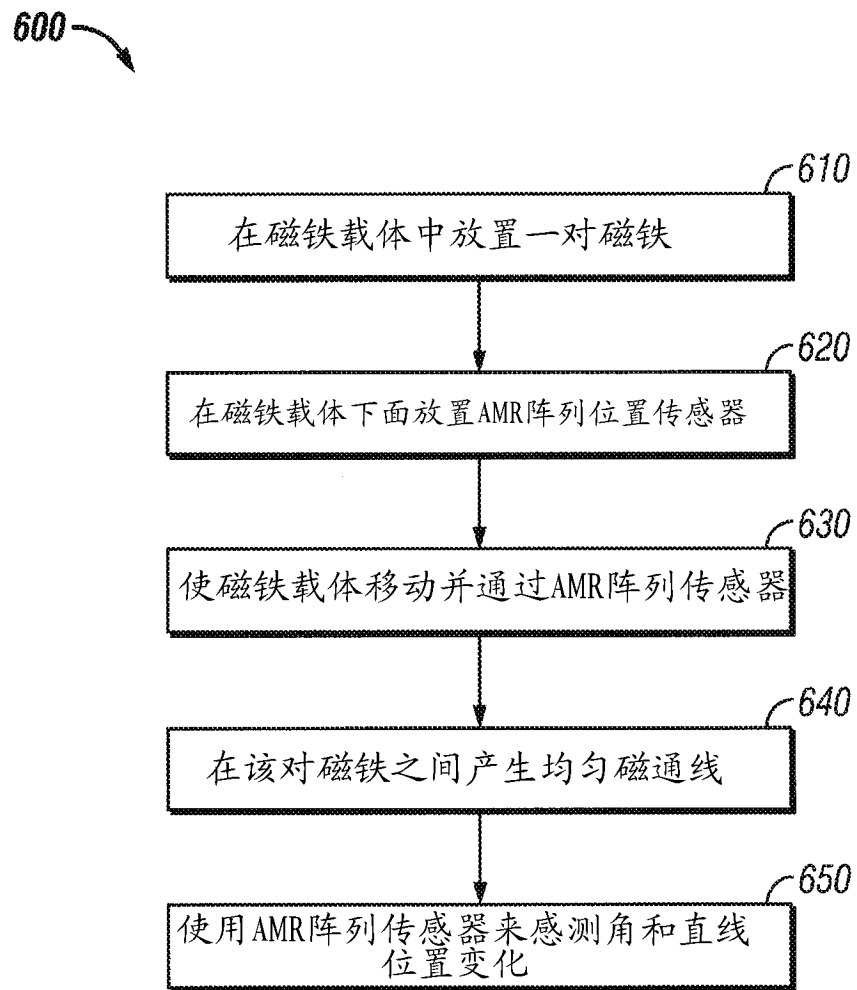 600
610
在磁铁载体中放置一对磁铁
620
在磁铁载体下面放置AMR阵列位置传感器
630
使磁铁载体移动并通过AMR阵列传感器
640
在该对磁铁之间产生均匀磁通线
650
使用AMR阵列传感器来感测角和直线
位置变化